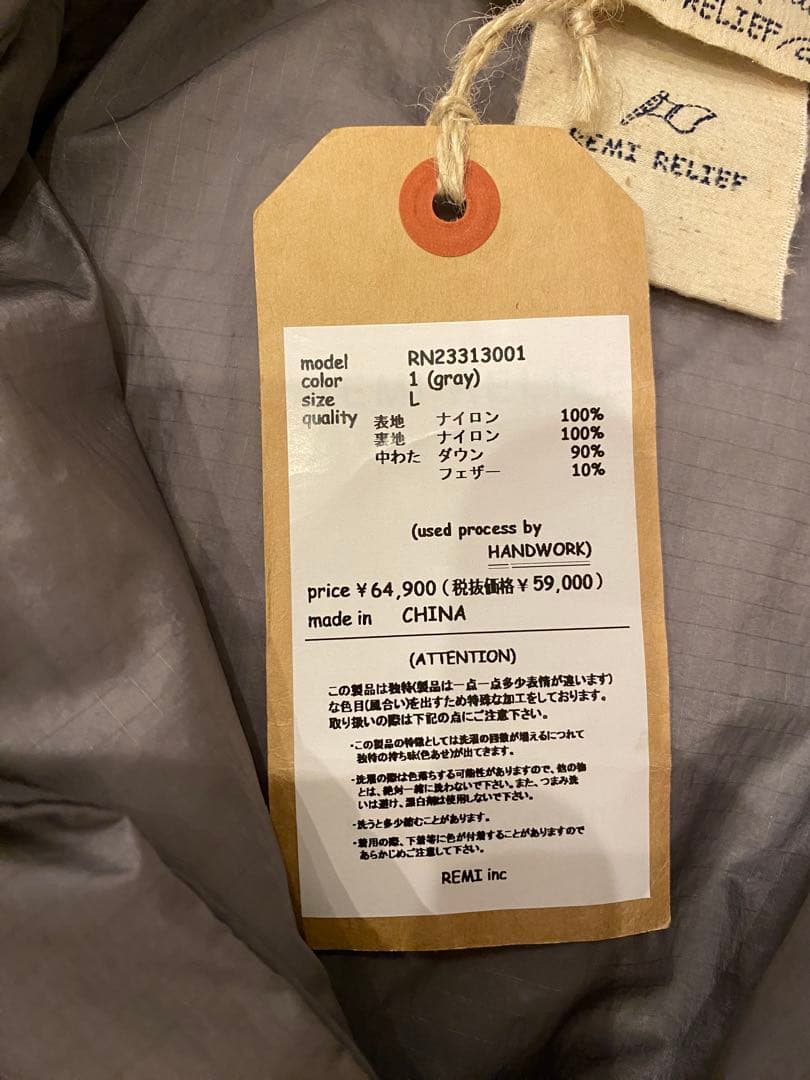 RELIEF/
REMI RELIEF
model RN23313001
color 1 (gray)
size L
quality 表地 ナイロン 100%
裏地 ナイロン 100%
中わた ダウン 90%
フェザー 10%
(used process by
HANDWORK)
price ¥64,900(税抜価格¥59,000)
made in CHINA
(ATTENTION)
この製品は独特(製品は一点一点多少表情が違います)
な色目(風合い)を出すため特殊な加工をしております。
取り扱いの際は下記の点にご注意下さい。
・この製品の特徴としては洗濯の回数が増えるにつれて
独特の持ち味(色あせ)が出てきます。
・洗濯の際は色落ちする可能性がありますので、他の物
とは、絶対一緒に洗わないで下さい。また、つまみ洗
いは避け、漂白剤は使用しないで下さい。
・洗うと多少縮むことがあります。
・着用の際、下着等に色が付着することがありますので
あらかじめご注意して下さい。
REMI inc